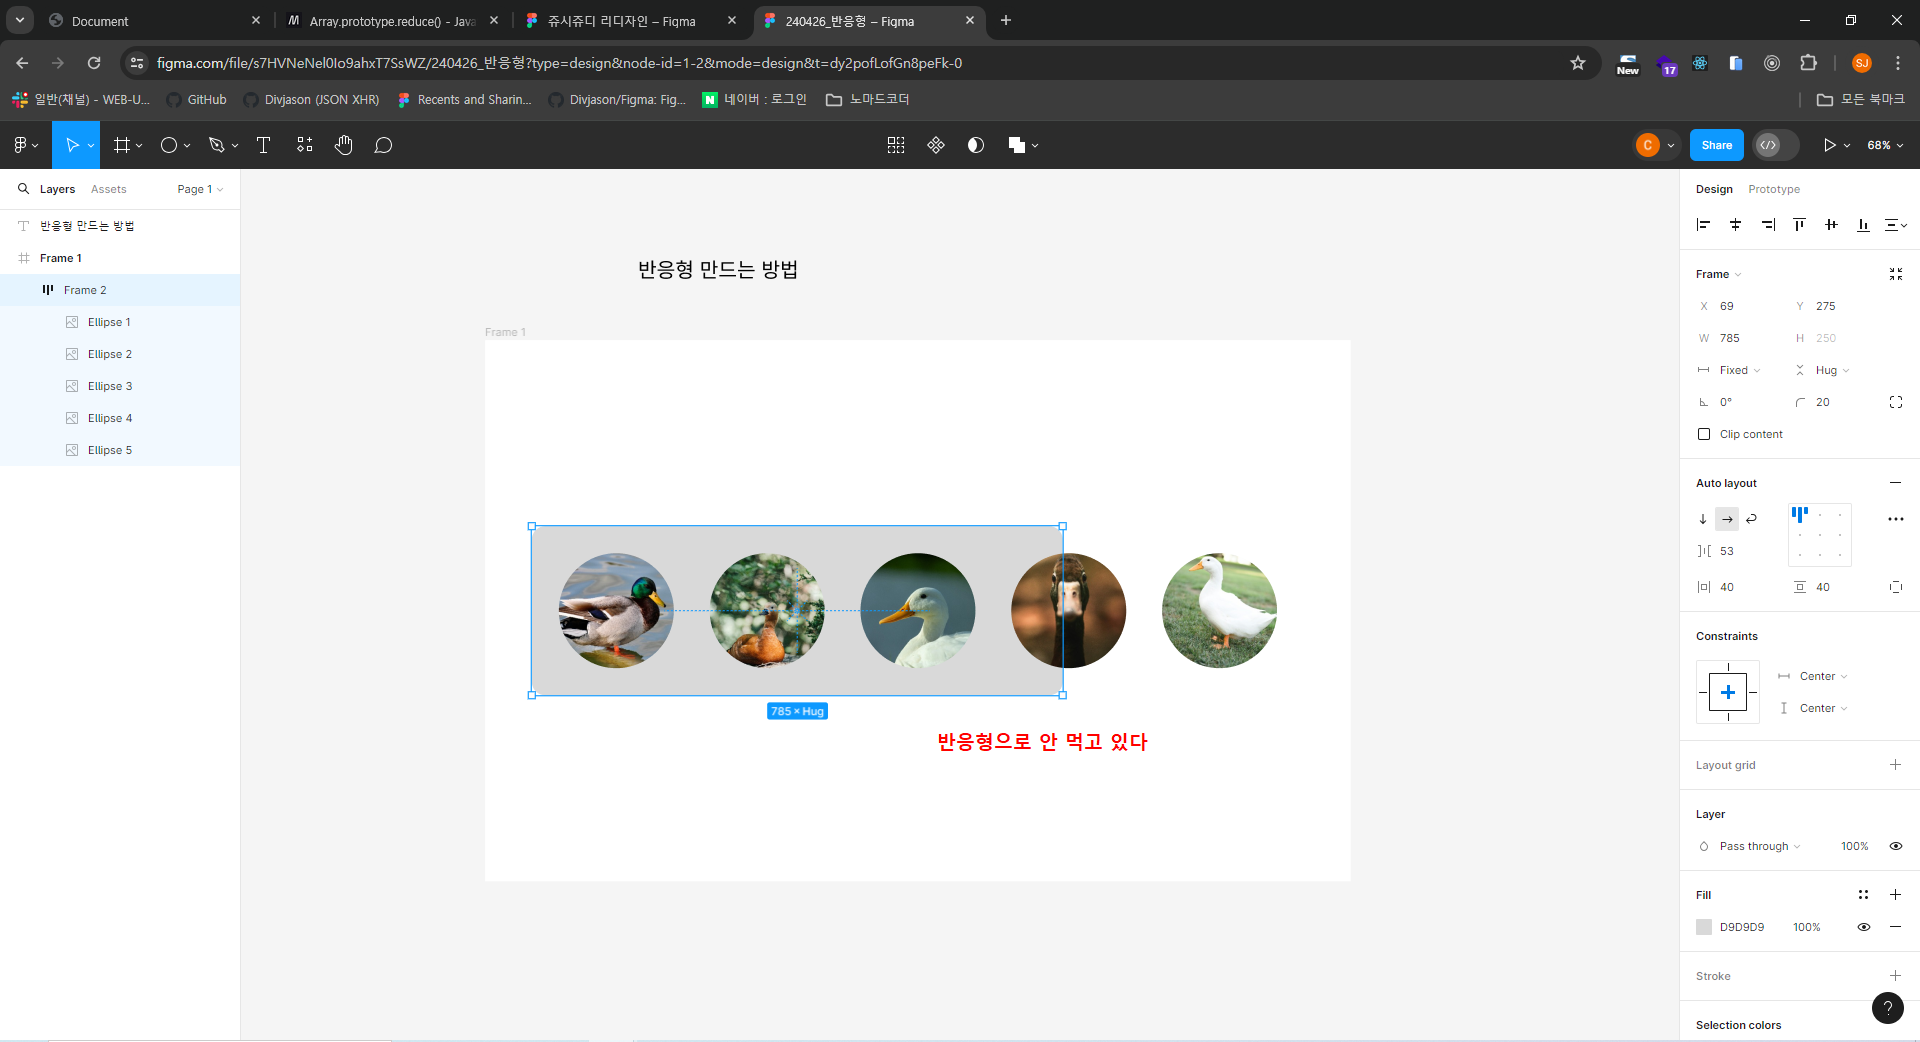 Document
Array.prototype.reduce() - Java
쥬시쥬디 리디자인 – Figma
240426_반응형 – Figma
figma.com/file/s7HVNeNel0Io9ahxT7SsWZ/240426_반응형?type=design&node-id=1-2&mode=design&t=dy2pofLofGn8peFk-0
New
17
SJ
일반(채널) - WEB-U...
GitHub
Divjason (JSON XHR)
Recents and Sharin...
Divjason/Figma: Fig...
N
네이버 : 로그인
노마드코더
모든 북마크
C
Share
68%
Layers
Assets
Page 1
반응형 만드는 방법
Frame 1
Frame 2
Ellipse 1
Ellipse 2
Ellipse 3
Ellipse 4
Ellipse 5
반응형 만드는 방법
Frame 1
785 × Hug
반응형으로 안 먹고 있다
Design
Prototype
Frame
X 69
Y 275
W 785
H 250
Fixed
Hug
0°
20
Clip content
Auto layout
53
40
40
Constraints
Center
Center
Layout grid
Layer
Pass through
100%
Fill
D9D9D9
100%
Stroke
?
Selection colors